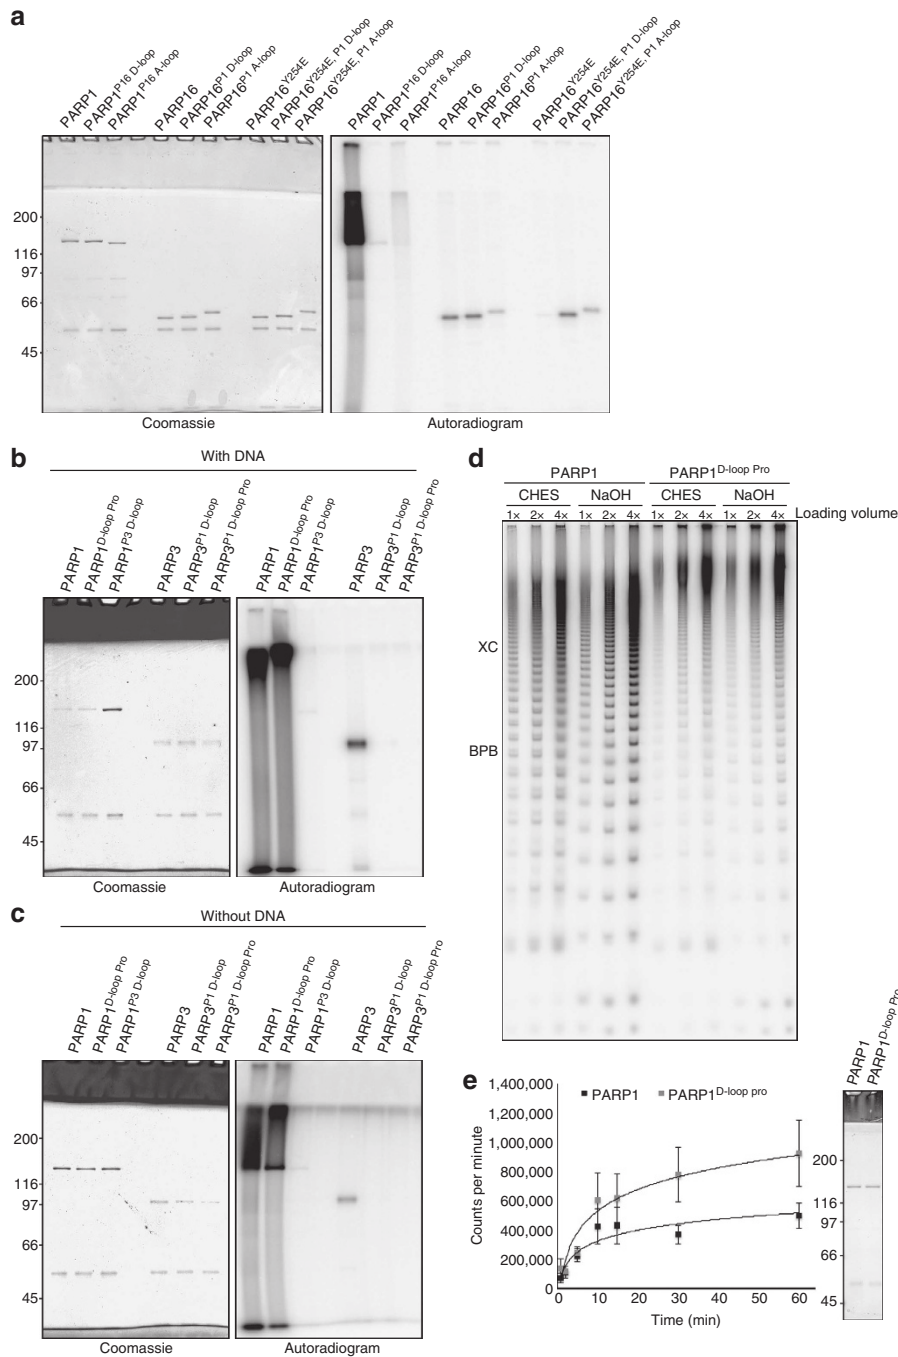 a
PARP1
PARP1P16 D-loop
PARP1P16 A-loop
PARP16
PARP16P1 D-loop
PARP16P1 A-loop
PARP16Y254E
PARP16Y254E, P1 D-loop
PARP16Y254E, P1 A-loop
PARP1
PARP1P16 D-loop
PARP1P16 A-loop
PARP16
PARP16P1 D-loop
PARP16P1 A-loop
PARP16Y254E
PARP16Y254E, P1 D-loop
PARP16Y254E, P1 A-loop
200
116
97
66
45
Coomassie
Autoradiogram
b
With DNA
PARP1
PARP1D-loop Pro
PARP1P3 D-loop
PARP3
PARP3P1 D-loop
PARP3P1 D-loop Pro
PARP1
PARP1D-loop Pro
PARP1P3 D-loop
PARP3
PARP3P1 D-loop
PARP3P1 D-loop Pro
200
116
97
66
45
Coomassie
Autoradiogram
c
Without DNA
PARP1
PARP1D-loop Pro
PARP1P3 D-loop
PARP3
PARP3P1 D-loop
PARP3P1 D-loop Pro
PARP1
PARP1D-loop Pro
PARP1P3 D-loop
PARP3
PARP3P1 D-loop
PARP3P1 D-loop Pro
200
116
97
66
45
Coomassie
Autoradiogram
d
PARP1 PARP1D-loop Pro
CHES NaOH CHES NaOH
1× 2× 4× 1× 2× 4× 1× 2× 4× 1× 2× 4× Loading volume
XC
BPB
e
PARP1 PARP1D-loop pro
Counts per minute
1,400,000
1,200,000
1,000,000
800,000
600,000
400,000
200,000
0
0 10 20 30 40 50 60
Time (min)
PARP1
PARP1D-loop Pro
200
116
97
66
45